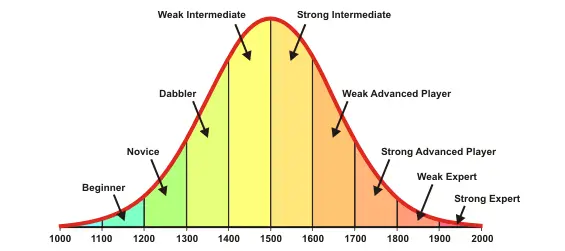 Weak Intermediate
Strong Intermediate
Dabbler
Weak Advanced Player
Novice
Strong Advanced Player
Beginner
Weak Expert
Strong Expert
1000 1100 1200 1300 1400 1500 1600 1700 1800 1900 2000